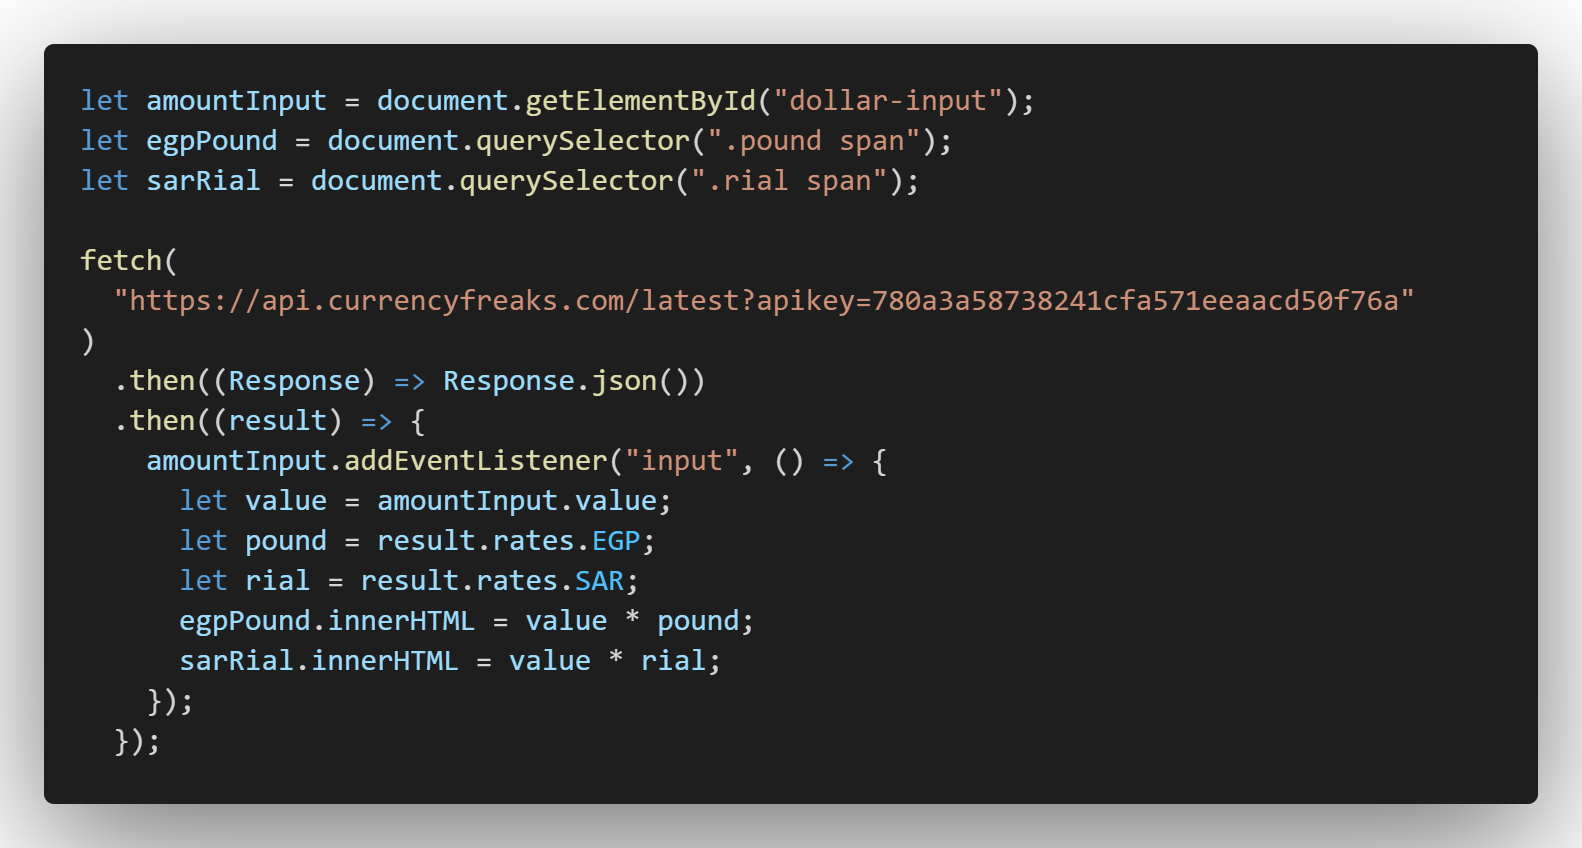 let amountInput = document.getElementById("dollar-input");
let egpPound = document.querySelector(".pound span");
let sarRial = document.querySelector(".rial span");
fetch(
"https://api.currencyfreaks.com/latest?apikey=780a3a58738241cfa571eeaacd50f76a"
)
.then((Response) => Response.json())
.then((result) => {
amountInput.addEventListener("input", () => {
let value = amountInput.value;
let pound = result.rates.EGP;
let rial = result.rates.SAR;
egpPound.innerHTML = value * pound;
sarRial.innerHTML = value * rial;
});
});